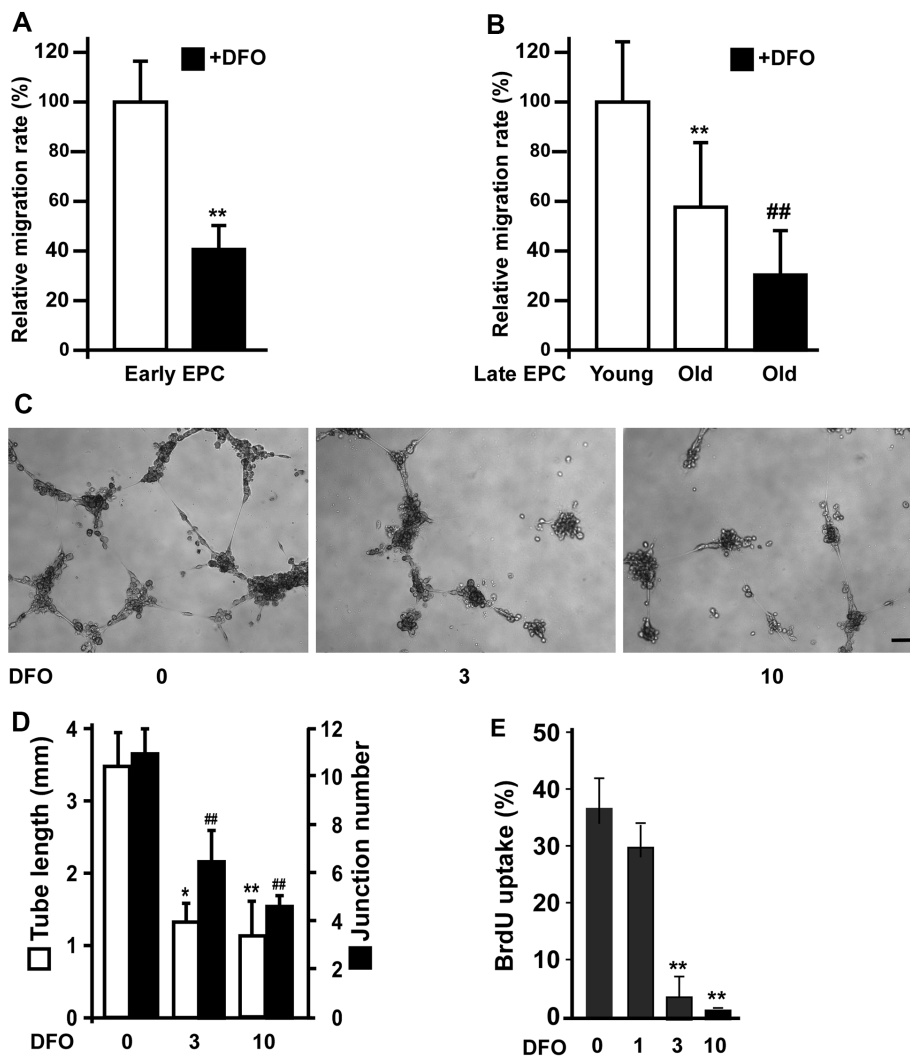 A
Relative migration rate (%)
120
100
80
60
40
20
0
+DFO
**
Early EPC
B
Relative migration rate (%)
120
100
80
60
40
20
0
+DFO
**
##
Late EPC Young Old Old
C
DFO 0 3 10
D
Tube length (mm)
4
3
2
1
0
* ## ** ##
12
10
8
6
4
2
0
Junction number
DFO 0 3 10
E
BrdU uptake (%)
50
40
30
20
10
0
** **
DFO 0 1 3 10